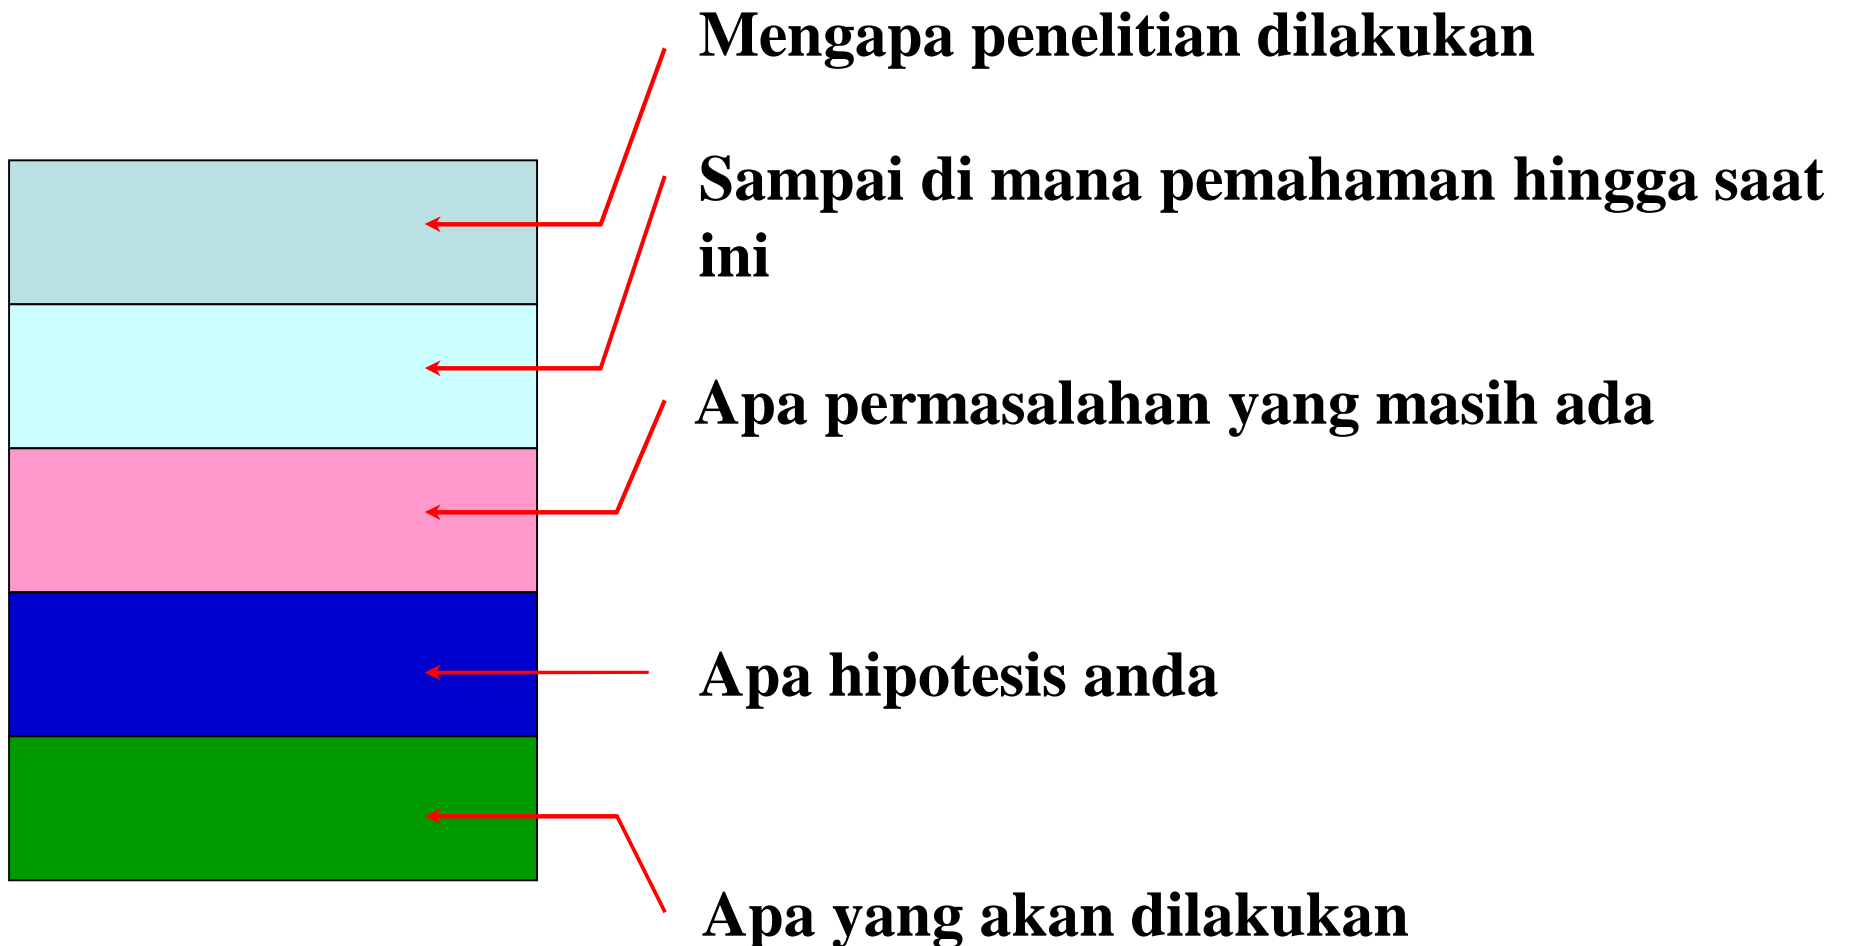 Mengapa penelitian dilakukan
Sampai di mana pemahaman hingga saat
ini
Apa permasalahan yang masih ada
Apa hipotesis anda
Apa yang akan dilakukan